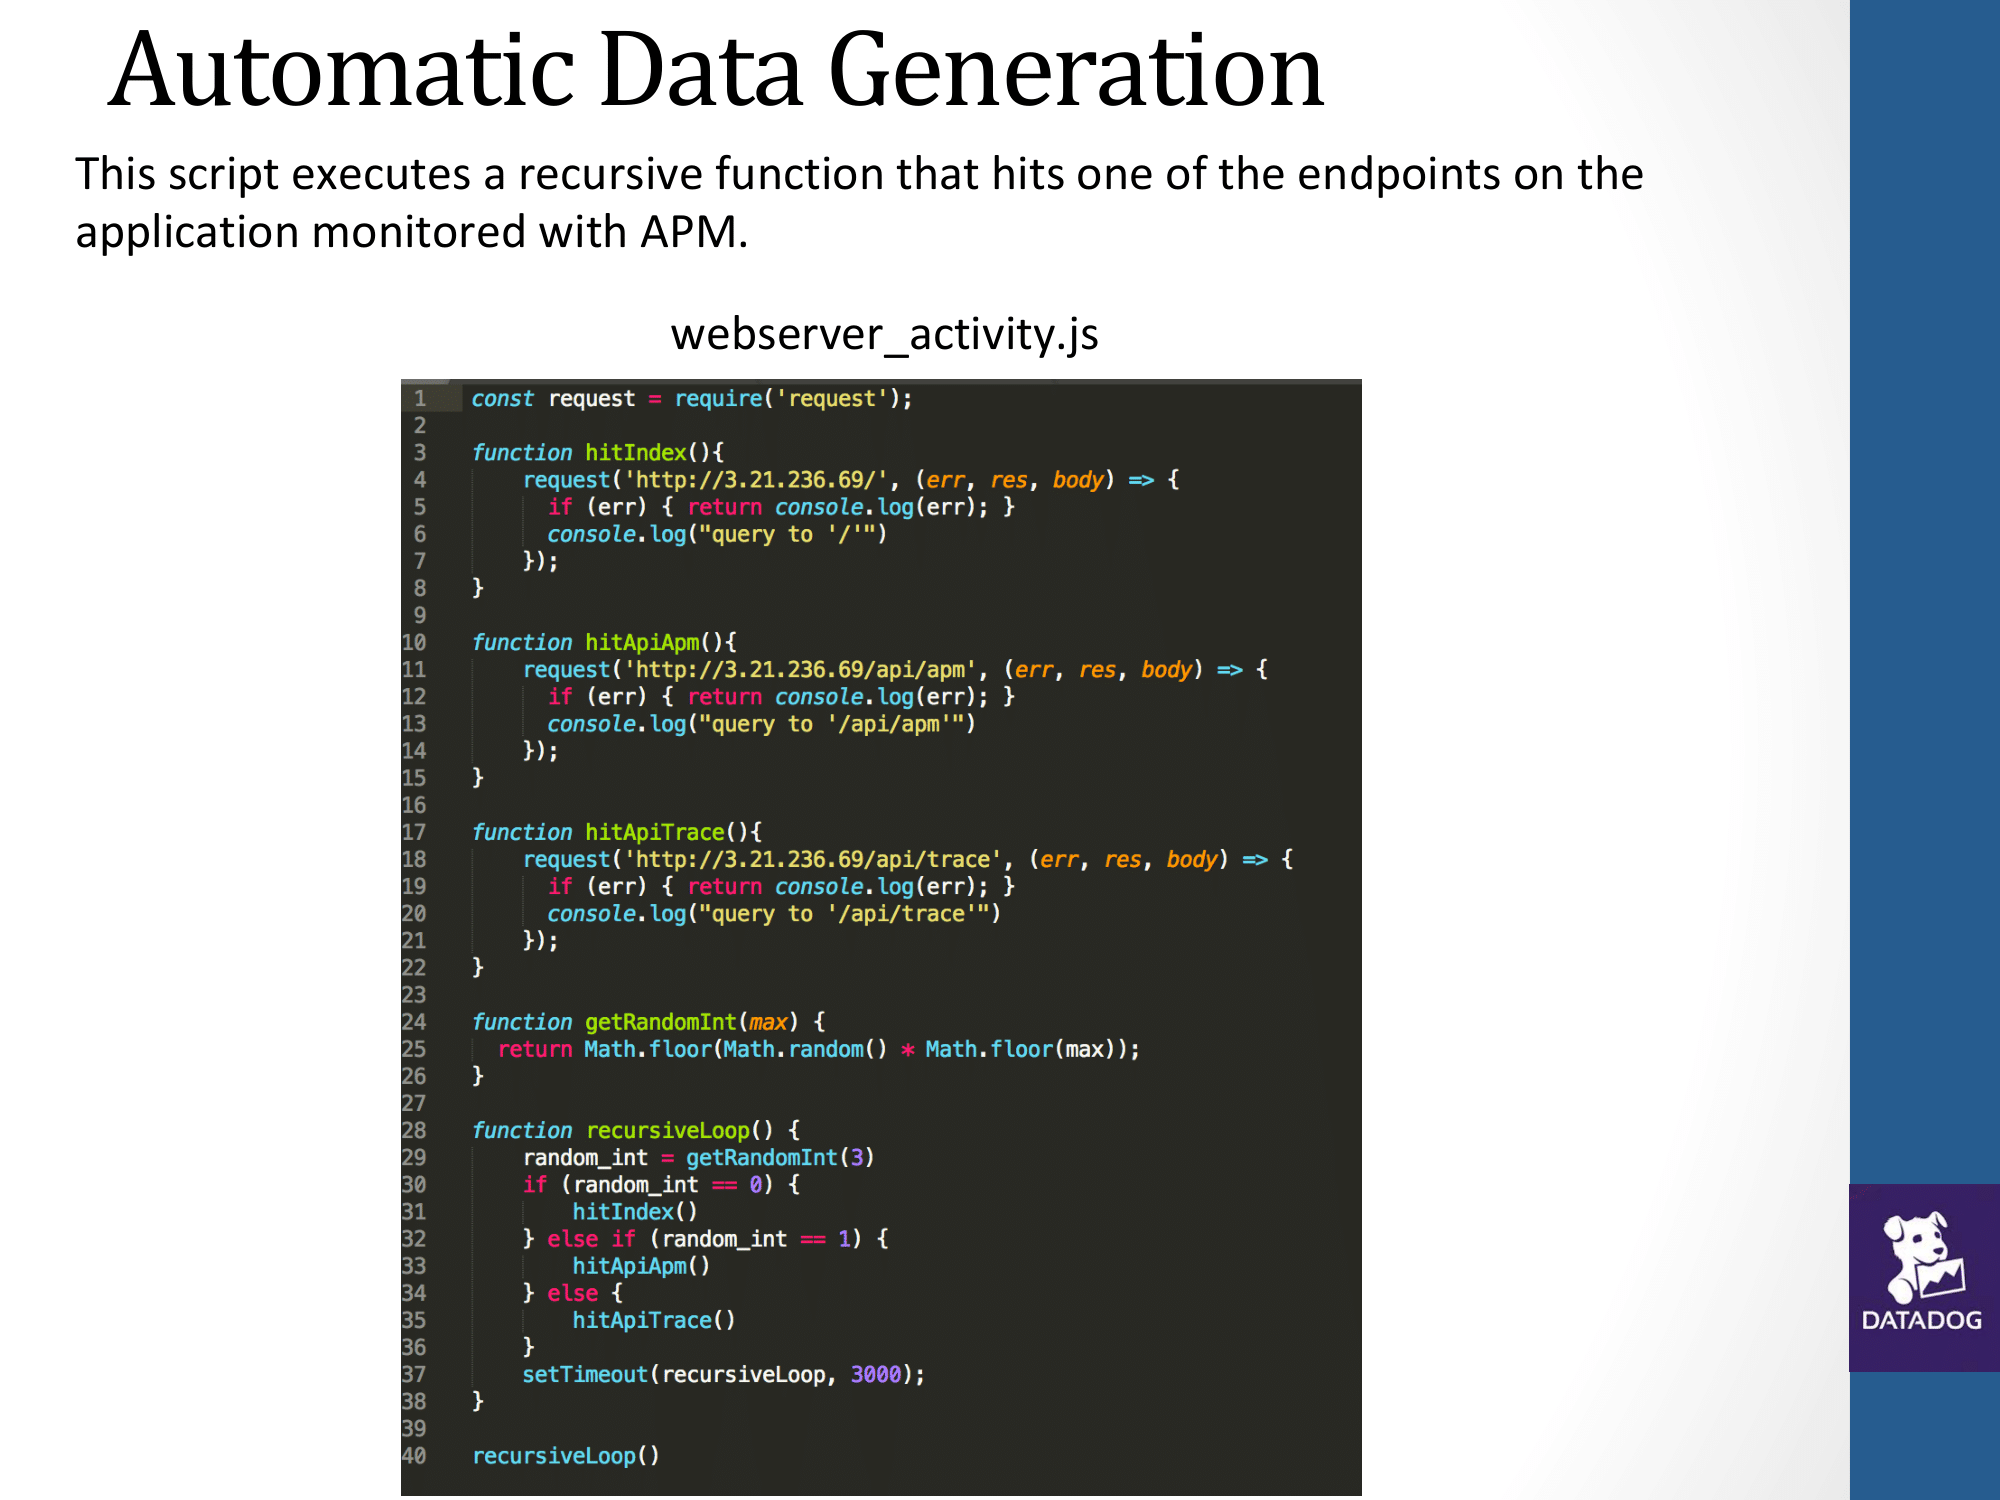 Automatic Data Generation
This script executes a recursive function that hits one of the endpoints on the
application monitored with APM.
webserver_activity.js
1 const request = require('request');
2
3 function hitIndex(){
4     request('http://3.21.236.69/', (err, res, body) => {
5       if (err) { return console.log(err); }
6       console.log("query to '/'")
7     });
8 }
9
10 function hitApiApm(){
11     request('http://3.21.236.69/api/apm', (err, res, body) => {
12       if (err) { return console.log(err); }
13       console.log("query to '/api/apm'")
14     });
15 }
16
17 function hitApiTrace(){
18     request('http://3.21.236.69/api/trace', (err, res, body) => {
19       if (err) { return console.log(err); }
20       console.log("query to '/api/trace'")
21     });
22 }
23
24 function getRandomInt(max) {
25   return Math.floor(Math.random() * Math.floor(max));
26 }
27
28 function recursiveLoop() {
29     random_int = getRandomInt(3)
30     if (random_int == 0) {
31         hitIndex()
32     } else if (random_int == 1) {
33         hitApiApm()
34     } else {
35         hitApiTrace()
36     }
37     setTimeout(recursiveLoop, 3000);
38 }
39
40 recursiveLoop()
DATADOG